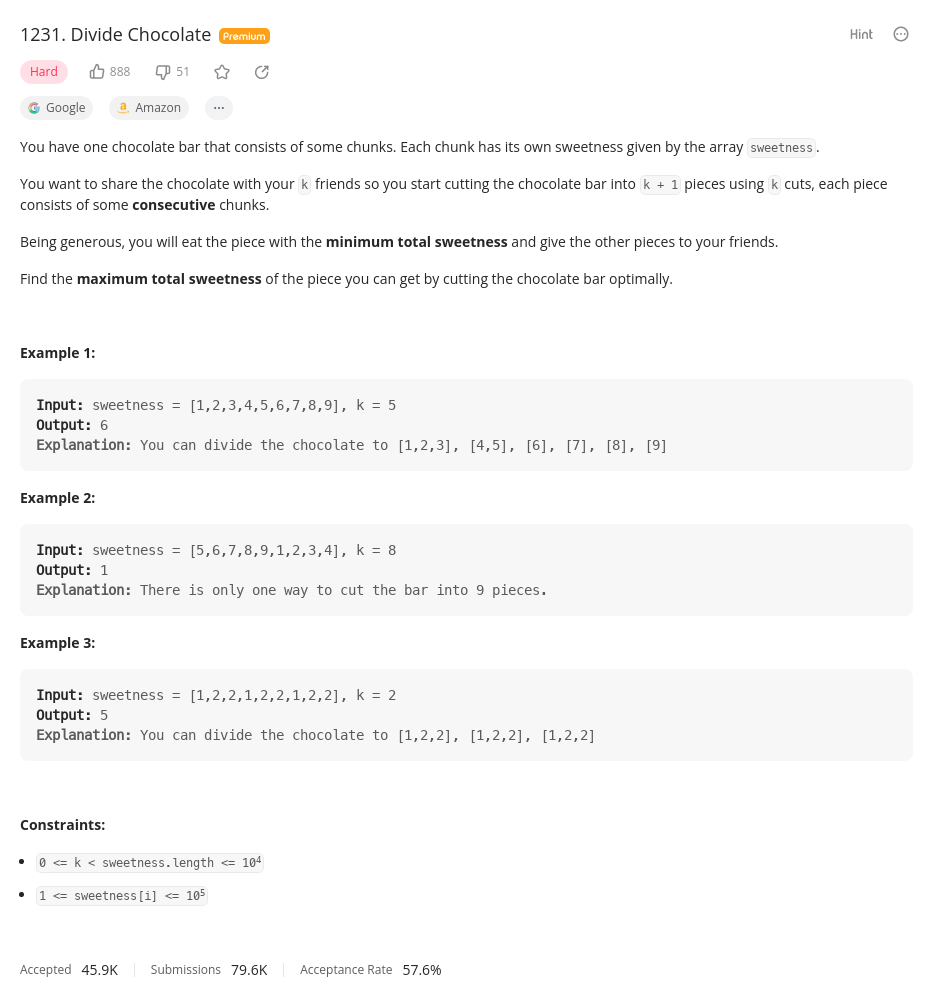 1231. Divide Chocolate Premium Hint
Hard 888 51
Google Amazon ...
You have one chocolate bar that consists of some chunks. Each chunk has its own sweetness given by the array sweetness.
You want to share the chocolate with your k friends so you start cutting the chocolate bar into k + 1 pieces using k cuts, each piece
consists of some consecutive chunks.
Being generous, you will eat the piece with the minimum total sweetness and give the other pieces to your friends.
Find the maximum total sweetness of the piece you can get by cutting the chocolate bar optimally.
Example 1:
Input: sweetness = [1,2,3,4,5,6,7,8,9], k = 5
Output: 6
Explanation: You can divide the chocolate to [1,2,3], [4,5], [6], [7], [8], [9]
Example 2:
Input: sweetness = [5,6,7,8,9,1,2,3,4], k = 8
Output: 1
Explanation: There is only one way to cut the bar into 9 pieces.
Example 3:
Input: sweetness = [1,2,2,1,2,2,1,2,2], k = 2
Output: 5
Explanation: You can divide the chocolate to [1,2,2], [1,2,2], [1,2,2]
Constraints:
• 0 <= k < sweetness.length <= 10⁴
• 1 <= sweetness[i] <= 10⁵
Accepted 45.9K Submissions 79.6K Acceptance Rate 57.6%